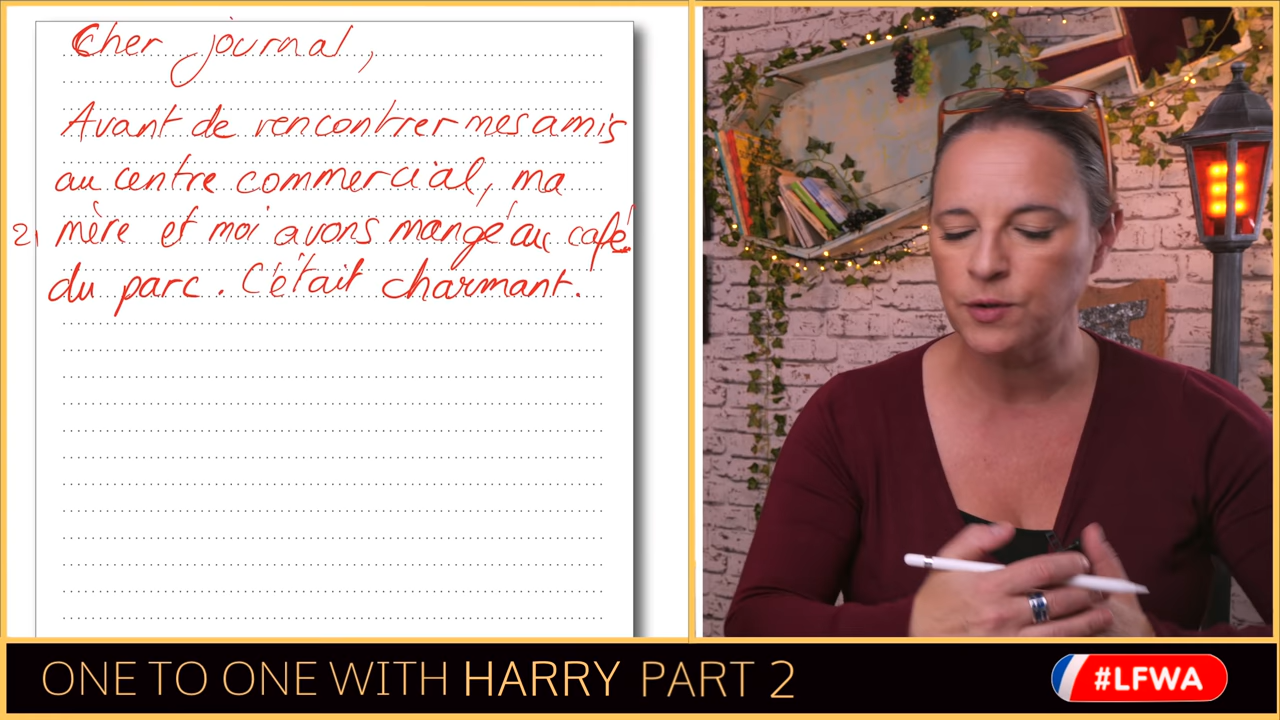 Cher journal,
Avant de rencontrer mes amis
au centre commercial, ma
2) mère et moi avons mangé au café
du parc. C'était charmant.
ONE TO ONE WITH HARRY PART 2
#LFWA